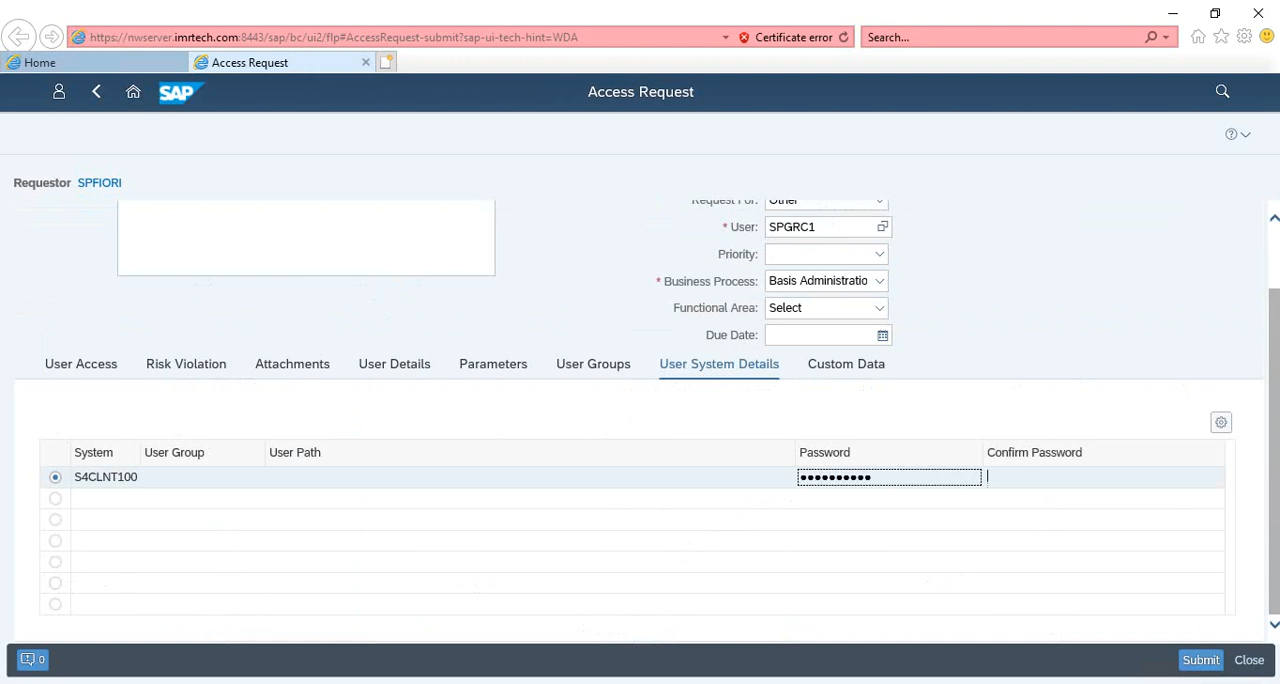 https://nwserver.imrtech.com:8443/sap/bc/ui2/flp#AccessRequest-submit?sap-ui-tech-hint=WDA
Certificate error
Search...
Home
Access Request
SAP
Access Request
Requestor SPFIORI
Request For: Other
* User: SPGRC1
Priority:
* Business Process: Basis Administratio
Functional Area: Select
Due Date:
User Access Risk Violation Attachments User Details Parameters User Groups User System Details Custom Data
System User Group User Path Password Confirm Password
S4CLNT100 ••••••••••
0
Submit Close